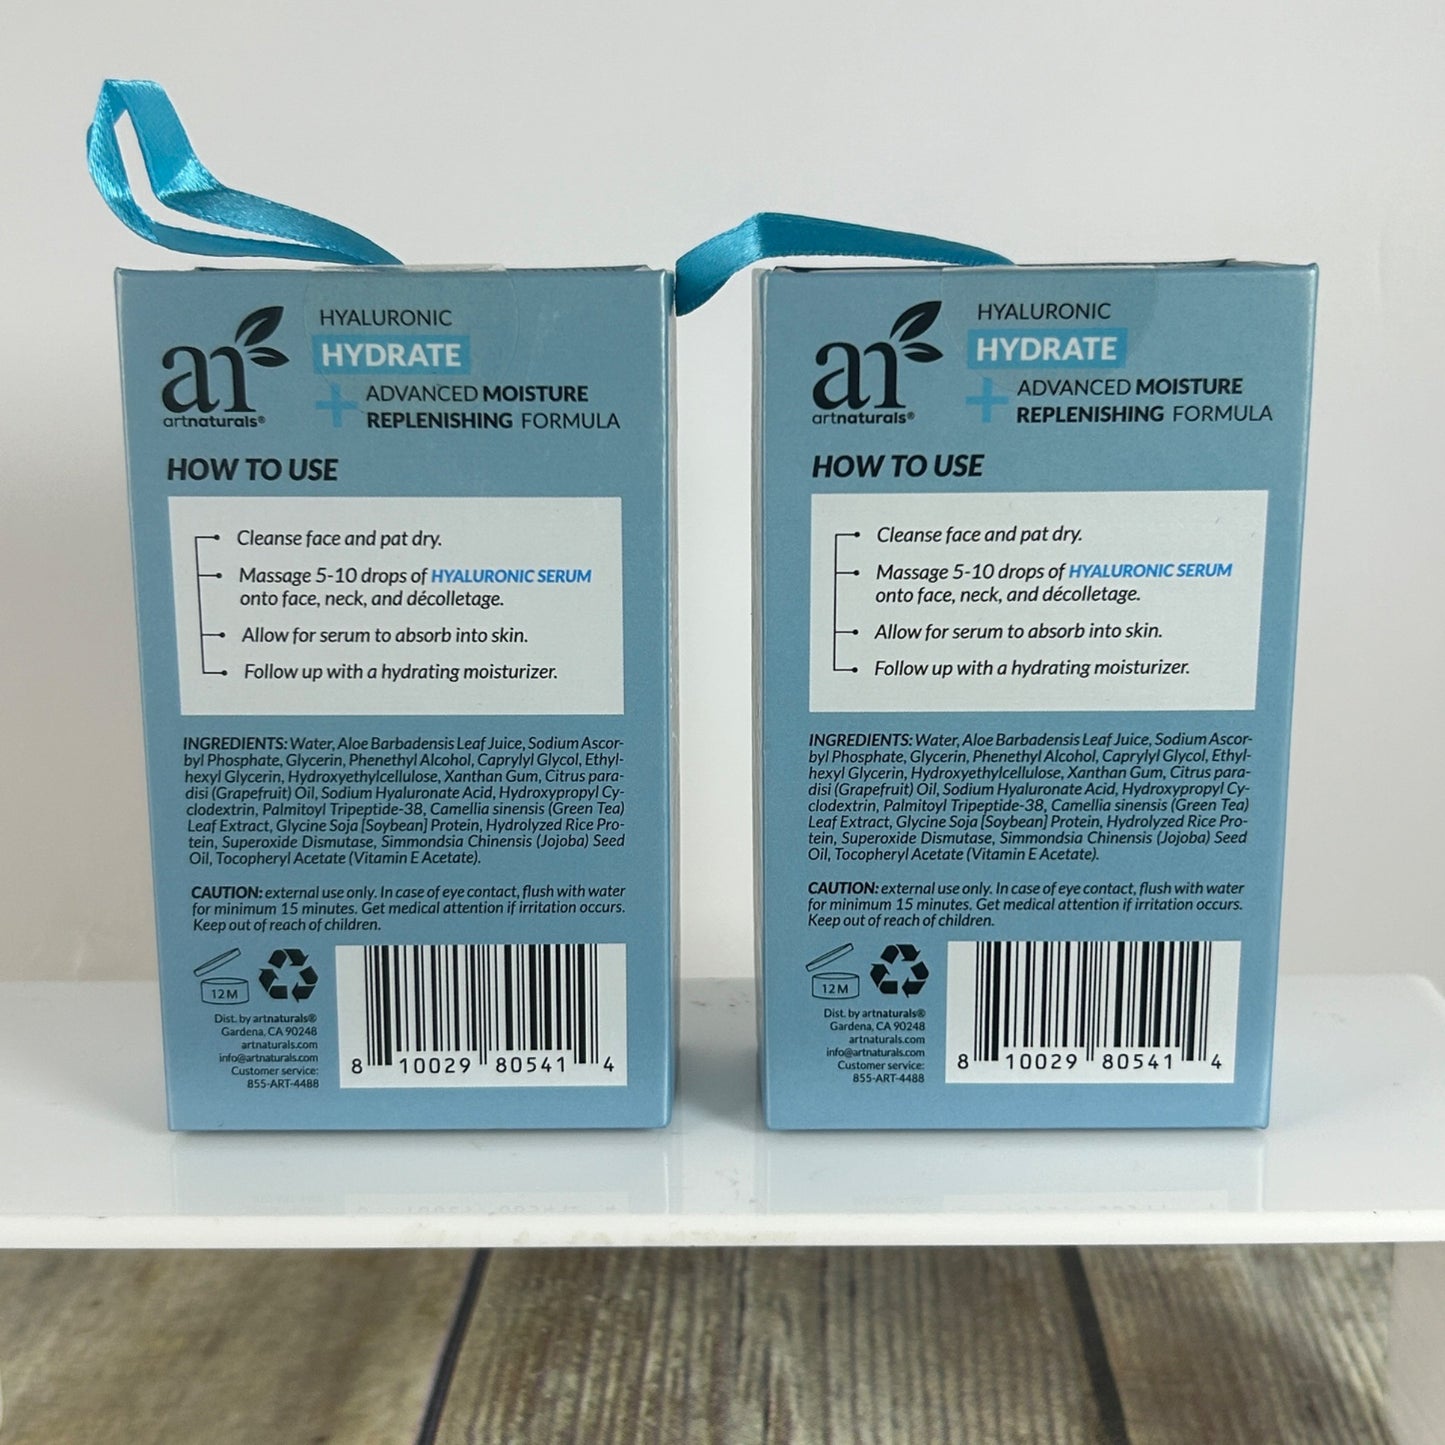 ar
artnaturals®
HYALURONIC
HYDRATE
+ ADVANCED MOISTURE
REPLENISHING FORMULA
HOW TO USE
Cleanse face and pat dry.
Massage 5-10 drops of HYALURONIC SERUM
onto face, neck, and décolletage.
Allow for serum to absorb into skin.
Follow up with a hydrating moisturizer.
INGREDIENTS: Water, Aloe Barbadensis Leaf Juice, Sodium Ascor-
byl Phosphate, Glycerin, Phenethyl Alcohol, Caprylyl Glycol, Ethyl-
hexyl Glycerin, Hydroxyethylcellulose, Xanthan Gum, Citrus para-
disi (Grapefruit) Oil, Sodium Hyaluronate Acid, Hydroxypropyl Cy-
clodextrin, Palmitoyl Tripeptide-38, Camellia sinensis (Green Tea)
Leaf Extract, Glycine Soja [Soybean] Protein, Hydrolyzed Rice Pro-
tein, Superoxide Dismutase, Simmondsia Chinensis (Jojoba) Seed
Oil, Tocopheryl Acetate (Vitamin E Acetate).
CAUTION: external use only. In case of eye contact, flush with water
for minimum 15 minutes. Get medical attention if irritation occurs.
Keep out of reach of children.
12M
Dist. by artnaturals®
Gardena, CA 90248
artnaturals.com
info@artnaturals.com
Customer service:
855-ART-4488
8 10029 80541 4
ar
artnaturals®
HYALURONIC
HYDRATE
+ ADVANCED MOISTURE
REPLENISHING FORMULA
HOW TO USE
Cleanse face and pat dry.
Massage 5-10 drops of HYALURONIC SERUM
onto face, neck, and décolletage.
Allow for serum to absorb into skin.
Follow up with a hydrating moisturizer.
INGREDIENTS: Water, Aloe Barbadensis Leaf Juice, Sodium Ascor-
byl Phosphate, Glycerin, Phenethyl Alcohol, Caprylyl Glycol, Ethyl-
hexyl Glycerin, Hydroxyethylcellulose, Xanthan Gum, Citrus para-
disi (Grapefruit) Oil, Sodium Hyaluronate Acid, Hydroxypropyl Cy-
clodextrin, Palmitoyl Tripeptide-38, Camellia sinensis (Green Tea)
Leaf Extract, Glycine Soja [Soybean] Protein, Hydrolyzed Rice Pro-
tein, Superoxide Dismutase, Simmondsia Chinensis (Jojoba) Seed
Oil, Tocopheryl Acetate (Vitamin E Acetate).
CAUTION: external use only. In case of eye contact, flush with water
for minimum 15 minutes. Get medical attention if irritation occurs.
Keep out of reach of children.
12M
Dist. by artnaturals®
Gardena, CA 90248
artnaturals.com
info@artnaturals.com
Customer service:
855-ART-4488
8 10029 80541 4